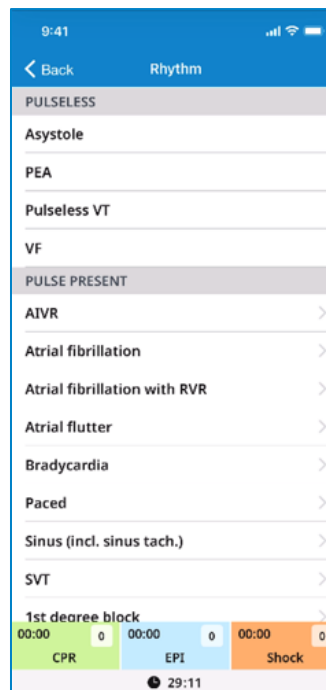 9:41
Back Rhythm
PULSELESS
Asystole
PEA
Pulseless VT
VF
PULSE PRESENT
AIVR
Atrial fibrillation
Atrial fibrillation with RVR
Atrial flutter
Bradycardia
Paced
Sinus (incl. sinus tach.)
SVT
1st degree block
00:00 0 00:00 0 00:00 0
CPR EPI Shock
29:11